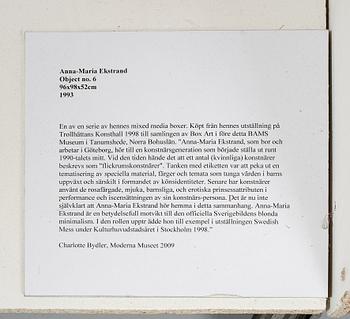 Anna-Maria Ekstrand
Object no. 6
96x98x52cm
1993
En av en serie av hennes mixed media boxer. Köpt från hennes utställning på
Trollhättans Konsthall 1998 till samlingen av Box Art i före detta BAMS
Museum i Tanumshede, Norra Bohuslän. "Anna-Maria Ekstrand, som bor och
arbetar i Göteborg, hör till en konstnärsgeneration som började ställa ut runt
1990-talets mitt. Vid den tiden hände det att ett antal (kvinnliga) konstnärer
beskrevs som "flickrumskonstnärer". Tanken med etiketten var att peka ut en
tematisering av speciella material, färger och temata som tunga vården i barns
uppväxt och särskilt i formandet av könsidentiteter. Senare har konstnärer
använt de rosafärgade, mjuka, barnsliga, och erotiska prinsessattributen i
performance och iscensättningen av sin konstnärs-persona. Det är nu inte
självklart att Anna-Maria Ekstrand hör hemma i detta sammanhang. Anna-Maria
Ekstrand är en betydelsefull motvikt till den officiella Sverigebildens blonda
minimalism. I den rollen uppträdde hon till exempel i utställningen Swedish
Mess under Kulturhuvudstadsåret i Stockholm 1998."
Charlotte Bydler, Moderna Museet 2009